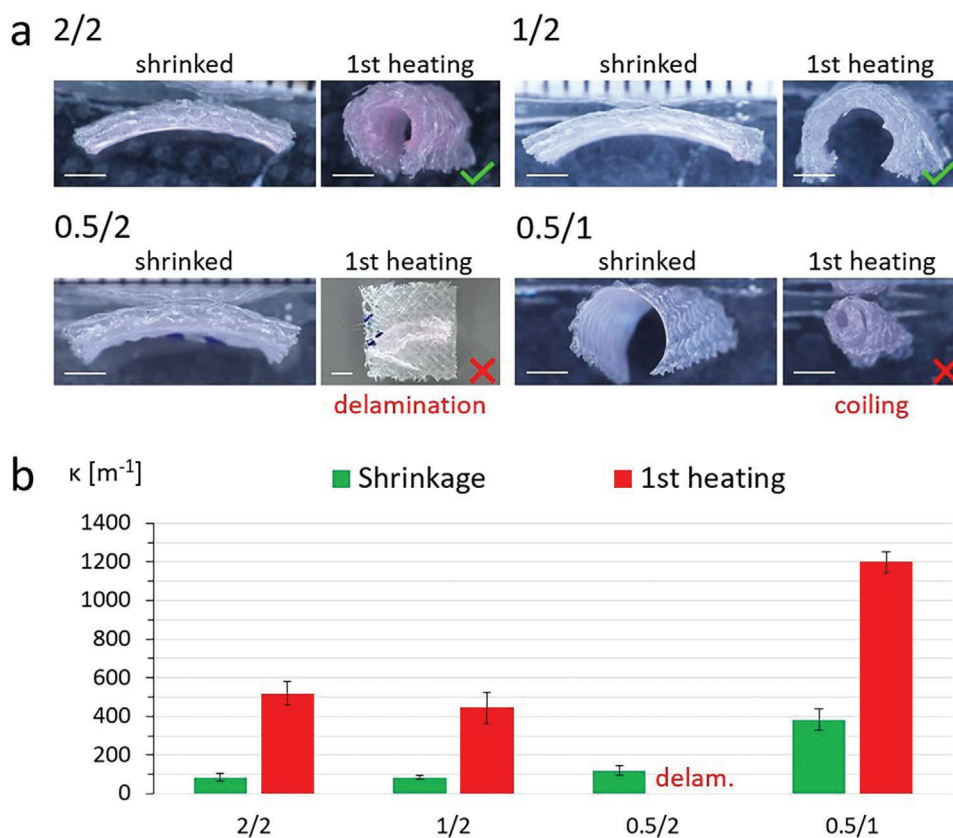 a
2/2
1/2
shrinked
1st heating
shrinked
1st heating
0.5/2
0.5/1
shrinked
1st heating
shrinked
1st heating
delamination
coiling
b
κ [m⁻¹]
Shrinkage
1st heating
1400
1200
1000
800
600
400
200
0
delam.
2/2
1/2
0.5/2
0.5/1